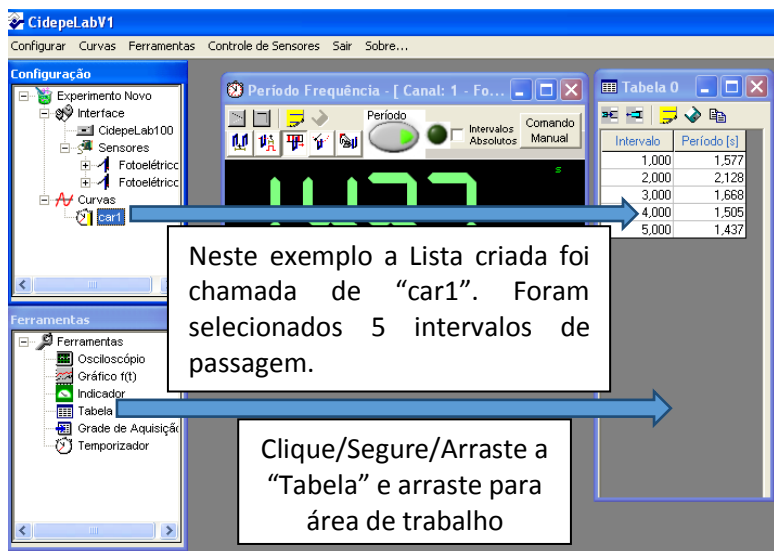 CidepeLabV1
Configurar Curvas Ferramentas Controle de Sensores Sair Sobre...
Configuração
Experimento Novo
Interface
CidepeLab100
Sensores
Fotoelétricc
Fotoelétricc
Curvas
car1
Período Frequência - [ Canal: 1 - Fo...
Período
Intervalos
Absolutos
Comando
Manual
s
Tabela 0
Intervalo Período [s]
1,000 1,577
2,000 2,128
3,000 1,668
4,000 1,505
5,000 1,437
Neste exemplo a Lista criada foi
chamada de “car1”. Foram
selecionados 5 intervalos de
passagem.
Ferramentas
Ferramentas
Osciloscópio
Gráfico f(t)
Indicador
Tabela
Grade de Aquisiçã
Temporizador
Clique/Segure/Arraste a
“Tabela” e arraste para
área de trabalho